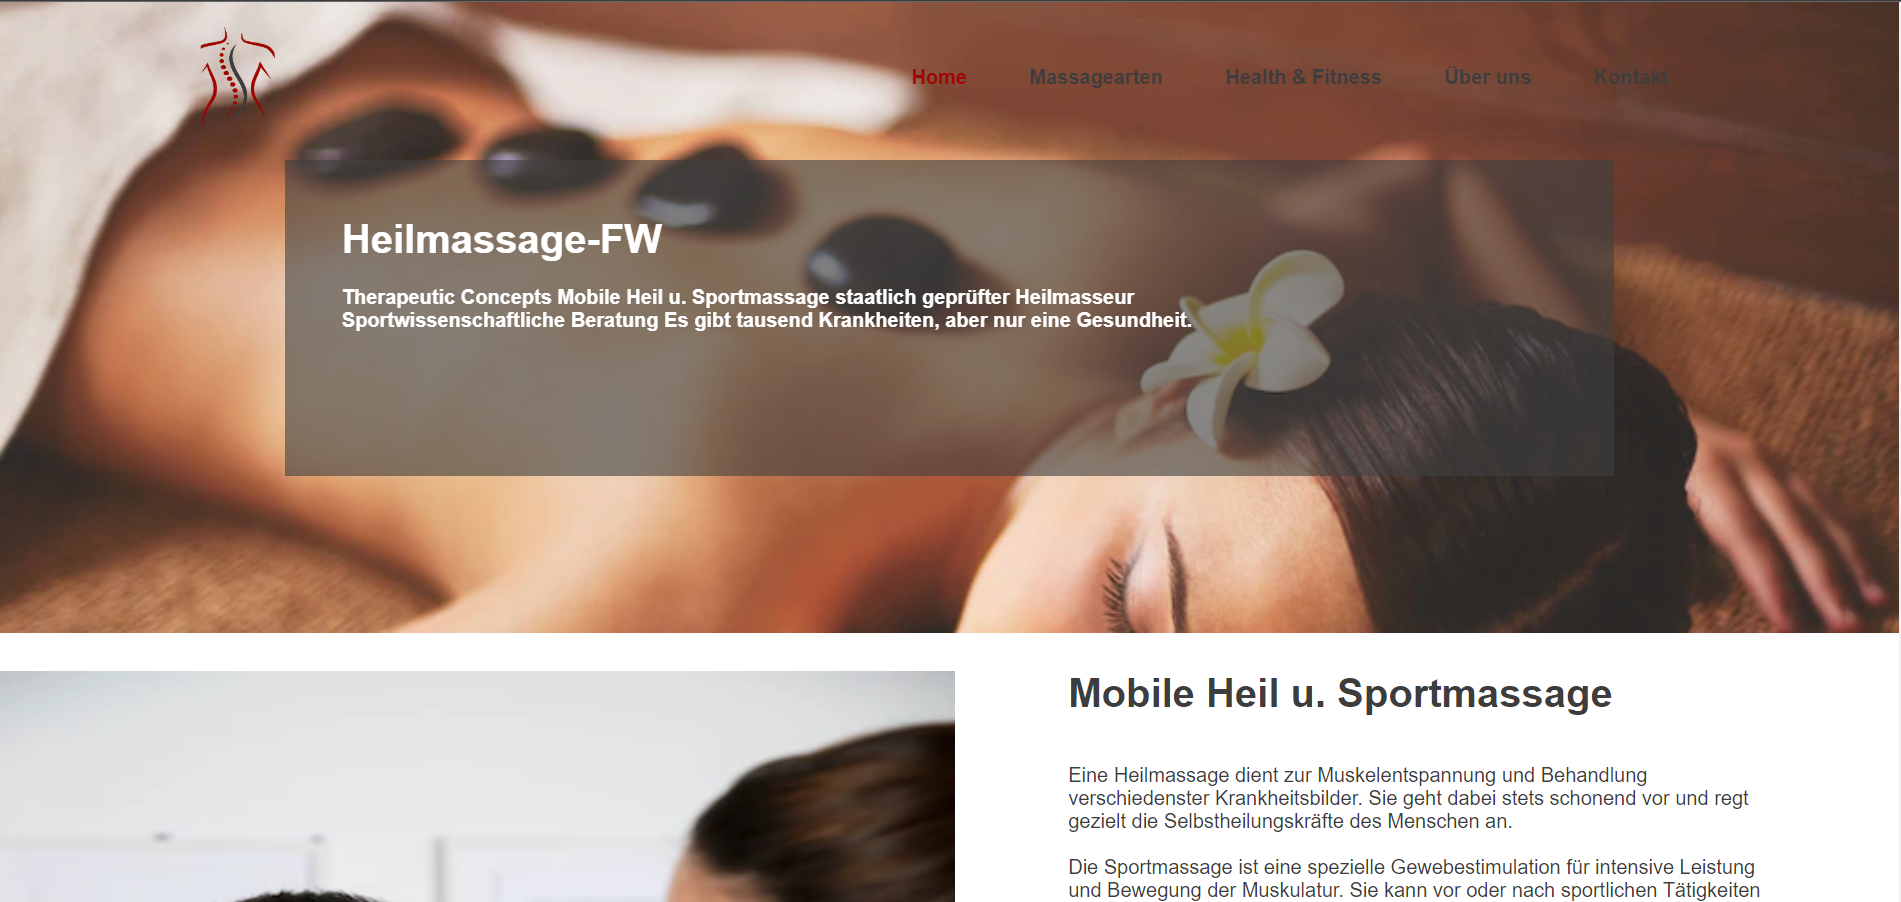 Home Massagearten Health & Fitness Über uns Kontakt
Heilmassage-FW
Therapeutic Concepts Mobile Heil u. Sportmassage staatlich geprüfter Heilmasseur
Sportwissenschaftliche Beratung Es gibt tausend Krankheiten, aber nur eine Gesundheit.
Mobile Heil u. Sportmassage
Eine Heilmassage dient zur Muskelentspannung und Behandlung
verschiedenster Krankheitsbilder. Sie geht dabei stets schonend vor und regt
gezielt die Selbstheilungskräfte des Menschen an.
Die Sportmassage ist eine spezielle Gewebestimulation für intensive Leistung
und Bewegung der Muskulatur. Sie kann vor oder nach sportlichen Tätigkeiten